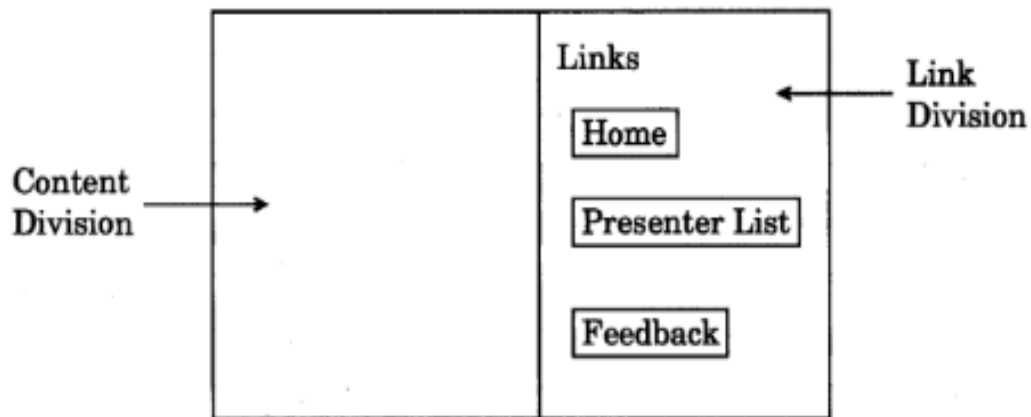 Links
Link
Division
Home
Content
Division
Presenter List
Feedback